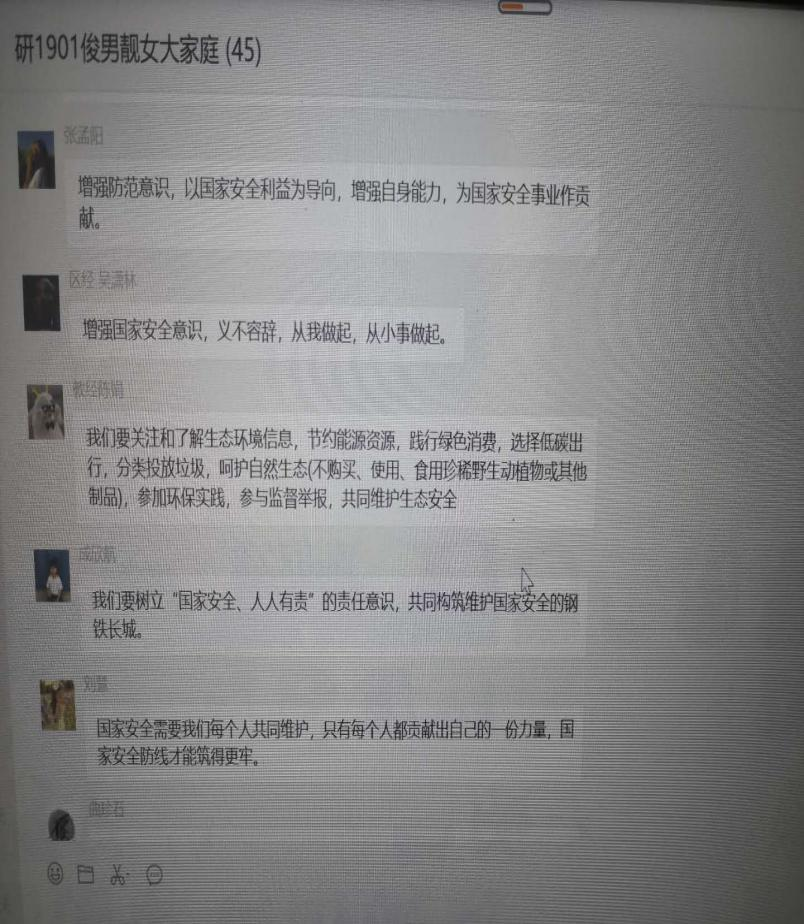 研1901俊男靓女大家庭 (45)
张孟阳
增强防范意识，以国家安全利益为导向，增强自身能力，为国家安全事业作贡
献。
区经 吴潇林
增强国家安全意识，义不容辞，从我做起，从小事做起。
我们要关注和了解生态环境信息，节约能源资源，践行绿色消费，选择低碳出
行，分类投放垃圾，呵护自然生态(不购买、使用、食用珍稀野生动植物或其他
制品)，参加环保实践，参与监督举报，共同维护生态安全
我们要树立“国家安全、人人有责”的责任意识，共同构筑维护国家安全的钢
铁长城。
刘慧
国家安全需要我们每个人共同维护，只有每个人都贡献出自己的一份力量，国
家安全防线才能筑得更牢。
曲珍石